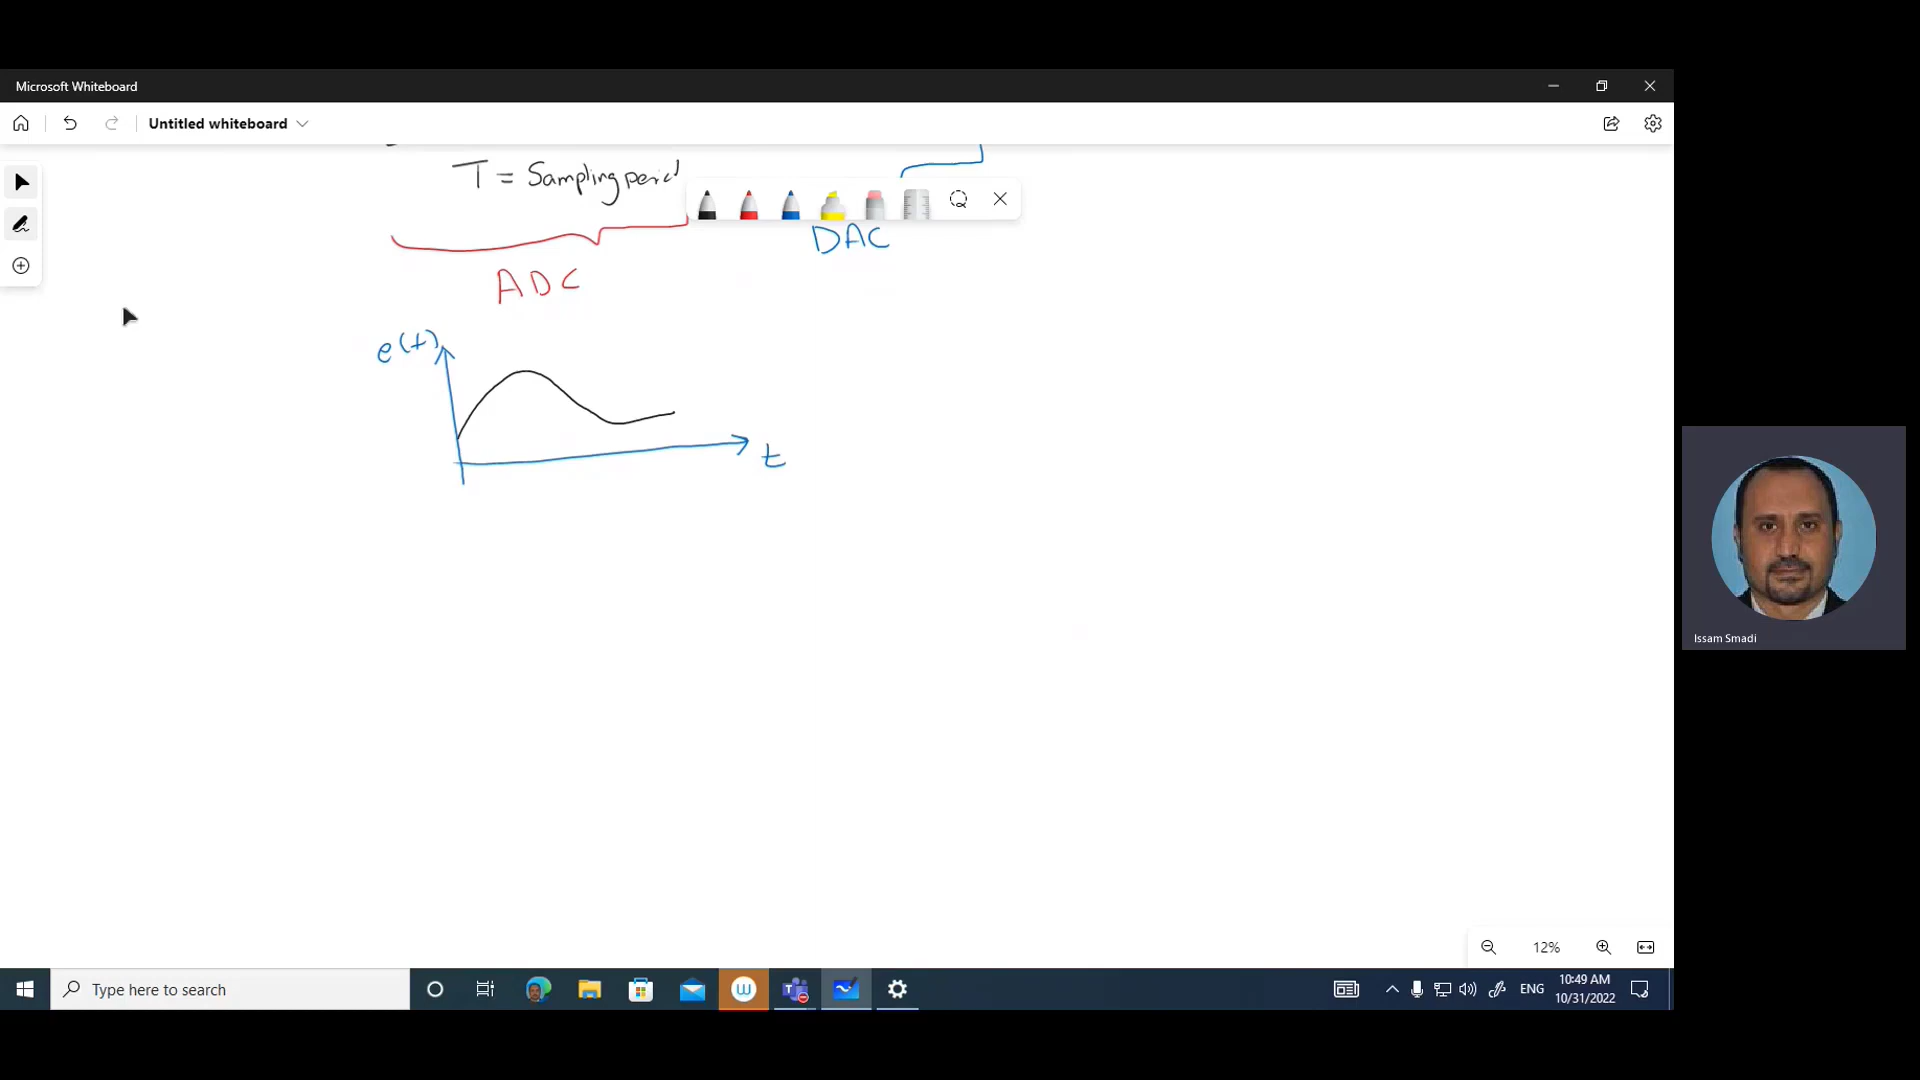 Microsoft Whiteboard
Untitled whiteboard
T = Sampling period
DAC
ADC
e(t)
t
Issam Smadi
12%
Type here to search
W
T
ENG
10:49 AM
10/31/2022